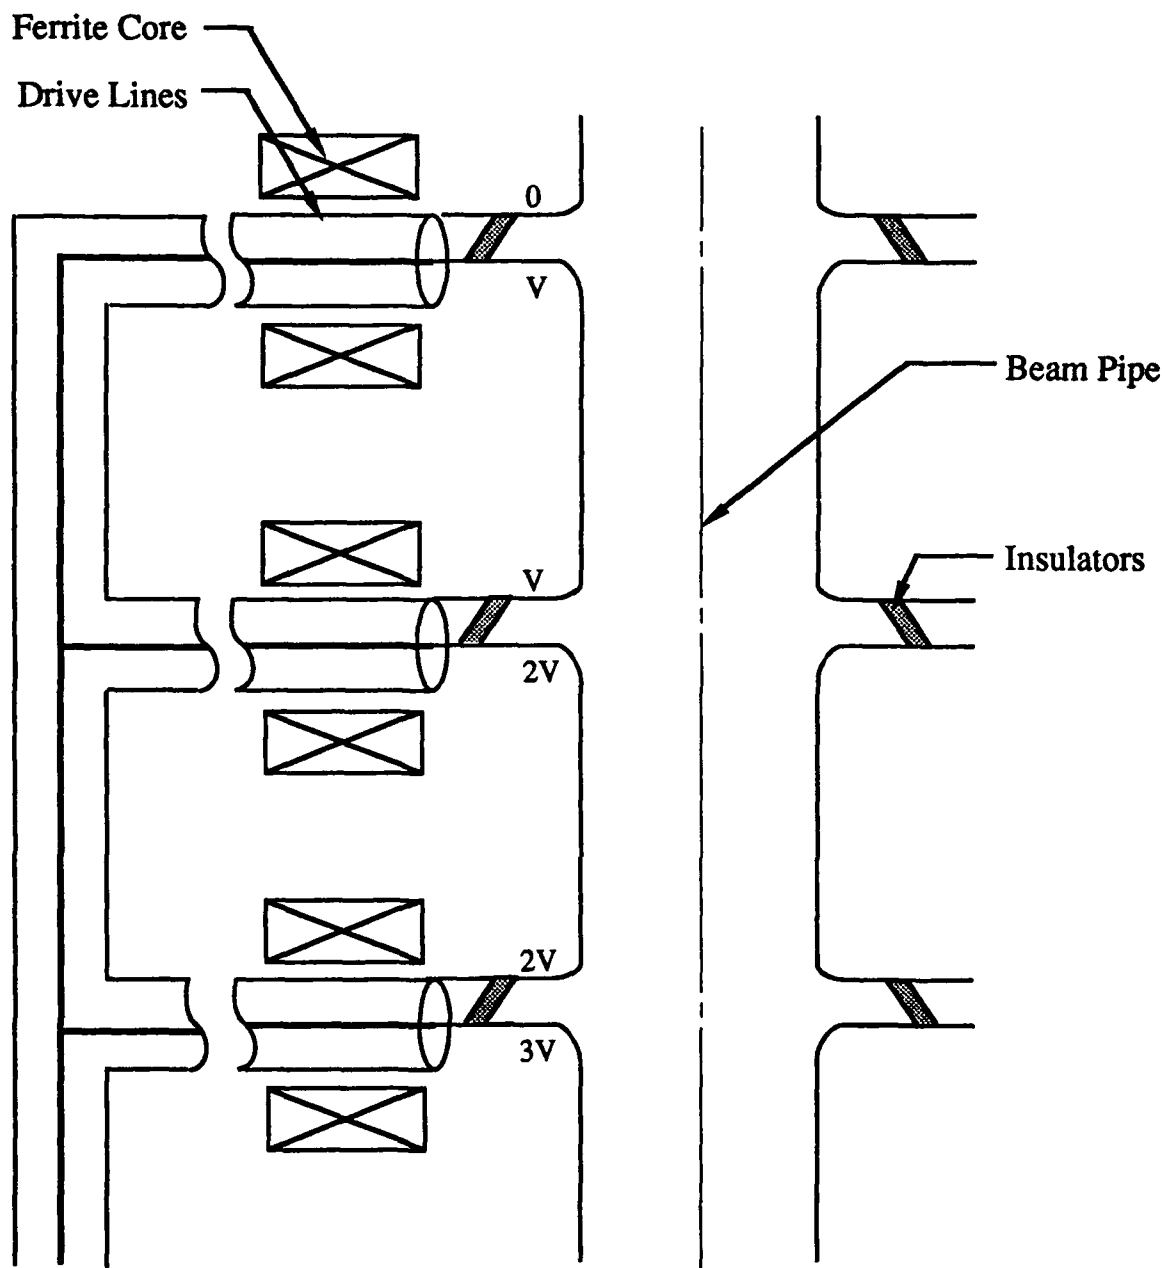 Ferrite Core
Drive Lines
0
V
Beam Pipe
V
Insulators
2V
2V
3V